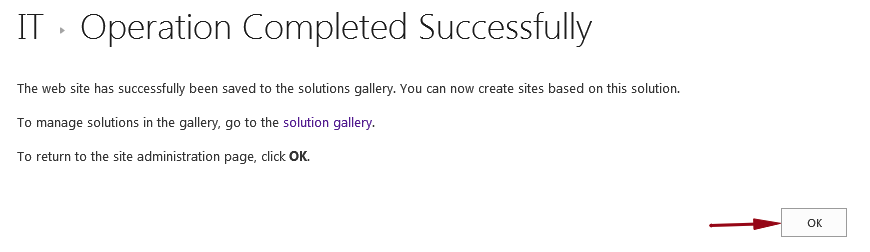 IT ▸ Operation Completed Successfully
The web site has successfully been saved to the solutions gallery. You can now create sites based on this solution.
To manage solutions in the gallery, go to the solution gallery.
To return to the site administration page, click OK.
OK